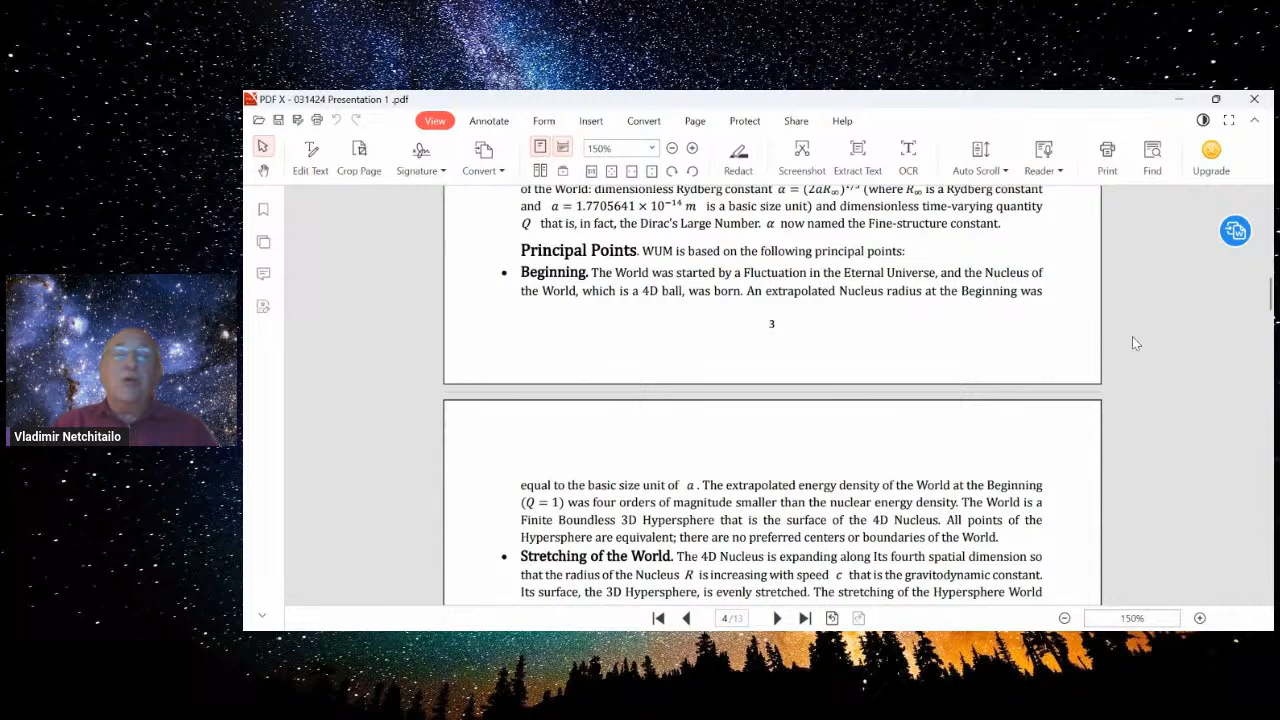 PDF X - 031424 Presentation 1 .pdf
View Annotate Form Insert Convert Page Protect Share Help
150%
Edit Text Crop Page Signature Convert Redact Screenshot Extract Text OCR Auto Scroll Reader Print Find Upgrade
of the World: dimensionless Rydberg constant α = (2aR∞)^1/3 (where R∞ is a Rydberg constant
and a = 1.7705641 × 10⁻¹⁴ m is a basic size unit) and dimensionless time-varying quantity
Q that is, in fact, the Dirac's Large Number. α now named the Fine-structure constant.
Principal Points. WUM is based on the following principal points:
• Beginning. The World was started by a Fluctuation in the Eternal Universe, and the Nucleus of
the World, which is a 4D ball, was born. An extrapolated Nucleus radius at the Beginning was
3
equal to the basic size unit of a . The extrapolated energy density of the World at the Beginning
(Q = 1) was four orders of magnitude smaller than the nuclear energy density. The World is a
Finite Boundless 3D Hypersphere that is the surface of the 4D Nucleus. All points of the
Hypersphere are equivalent; there are no preferred centers or boundaries of the World.
• Stretching of the World. The 4D Nucleus is expanding along Its fourth spatial dimension so
that the radius of the Nucleus R is increasing with speed c that is the gravitodynamic constant.
Its surface, the 3D Hypersphere, is evenly stretched. The stretching of the Hypersphere World
4 /13
150%
Vladimir Netchitailo